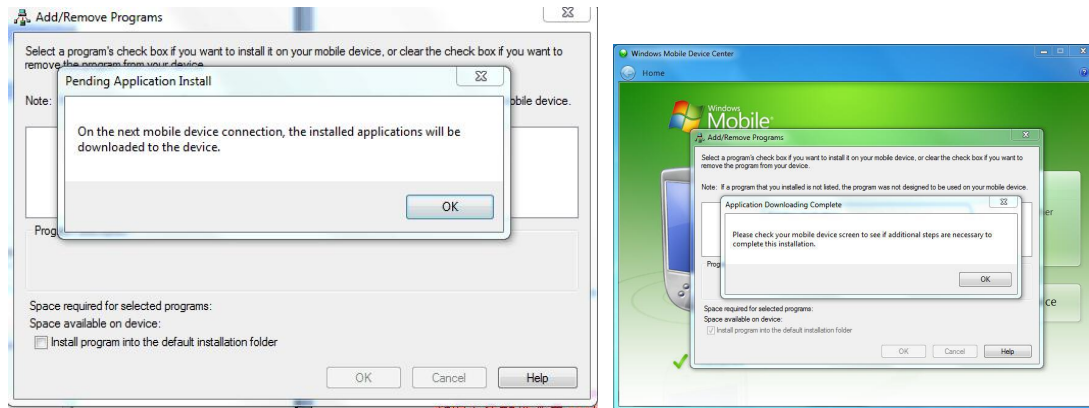 Add/Remove Programs
Select a program's check box if you want to install it on your mobile device, or clear the check box if you want to
remove the program from your device.
Pending Application Install
Note:
obile device.
On the next mobile device connection, the installed applications will be
downloaded to the device.
OK
Prog
Space required for selected programs:
Space available on device:
Install program into the default installation folder
OK Cancel Help
Windows Mobile Device Center
Home
Windows
Mobile
Add/Remove Programs
Select a program's check box if you want to install it on your mobile device, or clear the check box if you want to
remove the program from your device.
Note: If a program that you installed is not listed, the program was not designed to be used on your mobile device.
Application Downloading Complete
Please check your mobile device screen to see if additional steps are necessary to
complete this installation.
er
OK
Prog
Space required for selected programs:
Space available on device:
Install program into the default installation folder
ce
OK Cancel Help